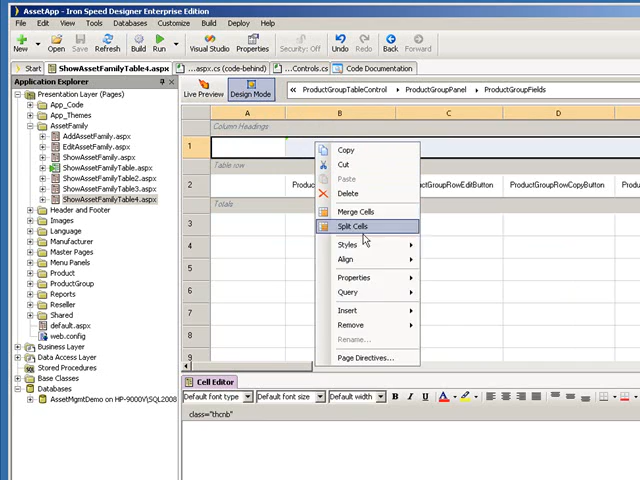 AssetApp - Iron Speed Designer Enterprise Edition
File Edit View Tools Databases Customize Build Deploy Help
New Open Save Refresh Build Run Visual Studio Properties Security: Off Undo Redo Back Forward
Start ShowAssetFamilyTable4.aspx ...aspx.cs (code-behind) ...Controls.cs Code Documentation
Application Explorer
Live Preview Design Mode ProductGroupTableControl ProductGroupPanel ProductGroupFields
Presentation Layer (Pages)
App_Code
App_Themes
AssetFamily
AddAssetFamily.aspx
EditAssetFamily.aspx
ShowAssetFamily.aspx
ShowAssetFamilyTable.aspx
ShowAssetFamilyTable2.aspx
ShowAssetFamilyTable3.aspx
ShowAssetFamilyTable4.aspx
Header and Footer
Images
Language
Manufacturer
Master Pages
Menu Panels
Product
ProductGroup
Reports
Reseller
Shared
default.aspx
web.config
Business Layer
Data Access Layer
Stored Procedures
Base Classes
Databases
AssetMgmtDemo on HP-9000V\SQL2008
A B C D
Column Headings
1
Table row
2 Produ ctGroupRowEditButton ProductGroupRowCopyButton Product
Totals
3
4
5
6
7
8
9
Copy
Cut
Paste
Delete
Merge Cells
Split Cells
Styles
Align
Properties
Query
Insert
Remove
Rename...
Page Directives...
Cell Editor
Default font type Default font size Default width B I U A
class="thcnb"